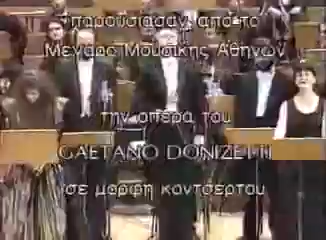 παρουσίασαν από το
Μέγαρο Μουσικής Αθηνών
την όπερα του
GAETANO DONIZETTI
σε μορφή κοντσέρτου